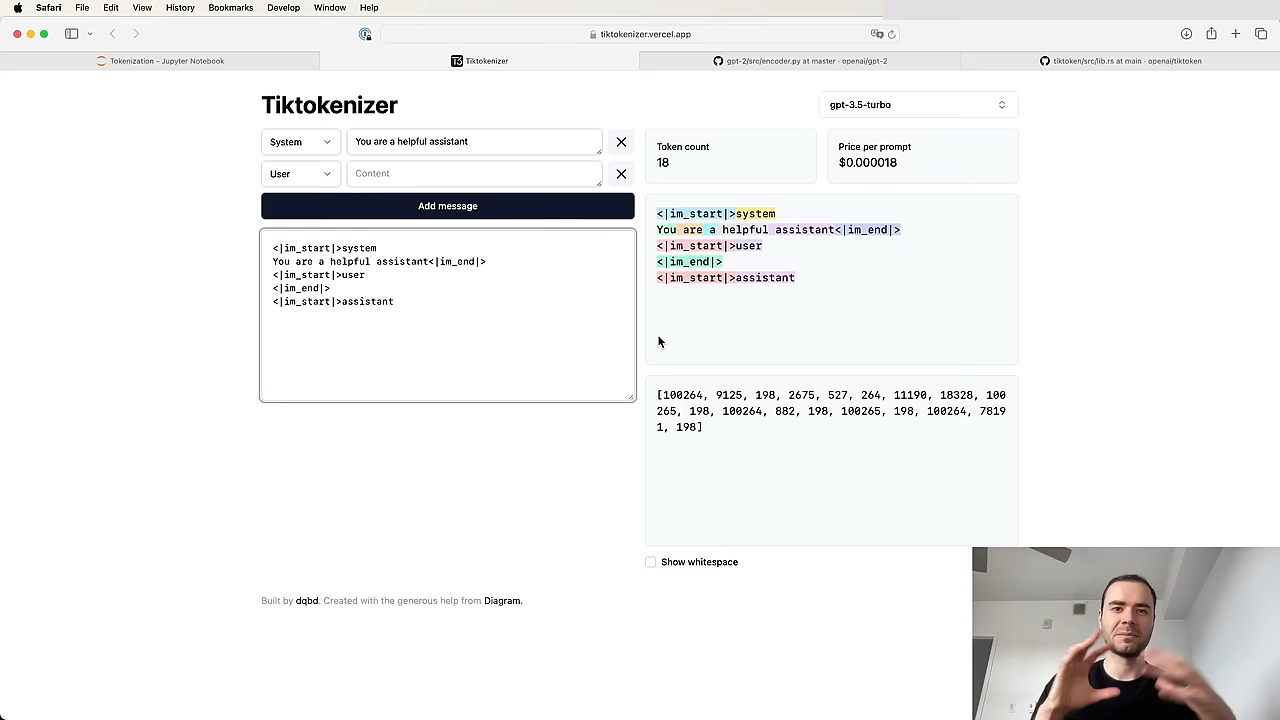 Safari File Edit View History Bookmarks Develop Window Help
tiktokenizer.vercel.app
Tokenization - Jupyter Notebook
Tiktokenizer
gpt-2/src/encoder.py at master · openai/gpt-2
tiktoken/src/lib.rs at main · openai/tiktoken
Tiktokenizer
gpt-3.5-turbo
System
You are a helpful assistant
User
Content
Add message
<|im_start|>system
You are a helpful assistant<|im_end|>
<|im_start|>user
<|im_end|>
<|im_start|>assistant
Token count
18
Price per prompt
$0.000018
<|im_start|>system
You are a helpful assistant<|im_end|>
<|im_start|>user
<|im_end|>
<|im_start|>assistant
[100264, 9125, 198, 2675, 527, 264, 11190, 18328, 100
265, 198, 100264, 882, 198, 100265, 198, 100264, 7819
1, 198]
Show whitespace
Built by dqbd. Created with the generous help from Diagram.